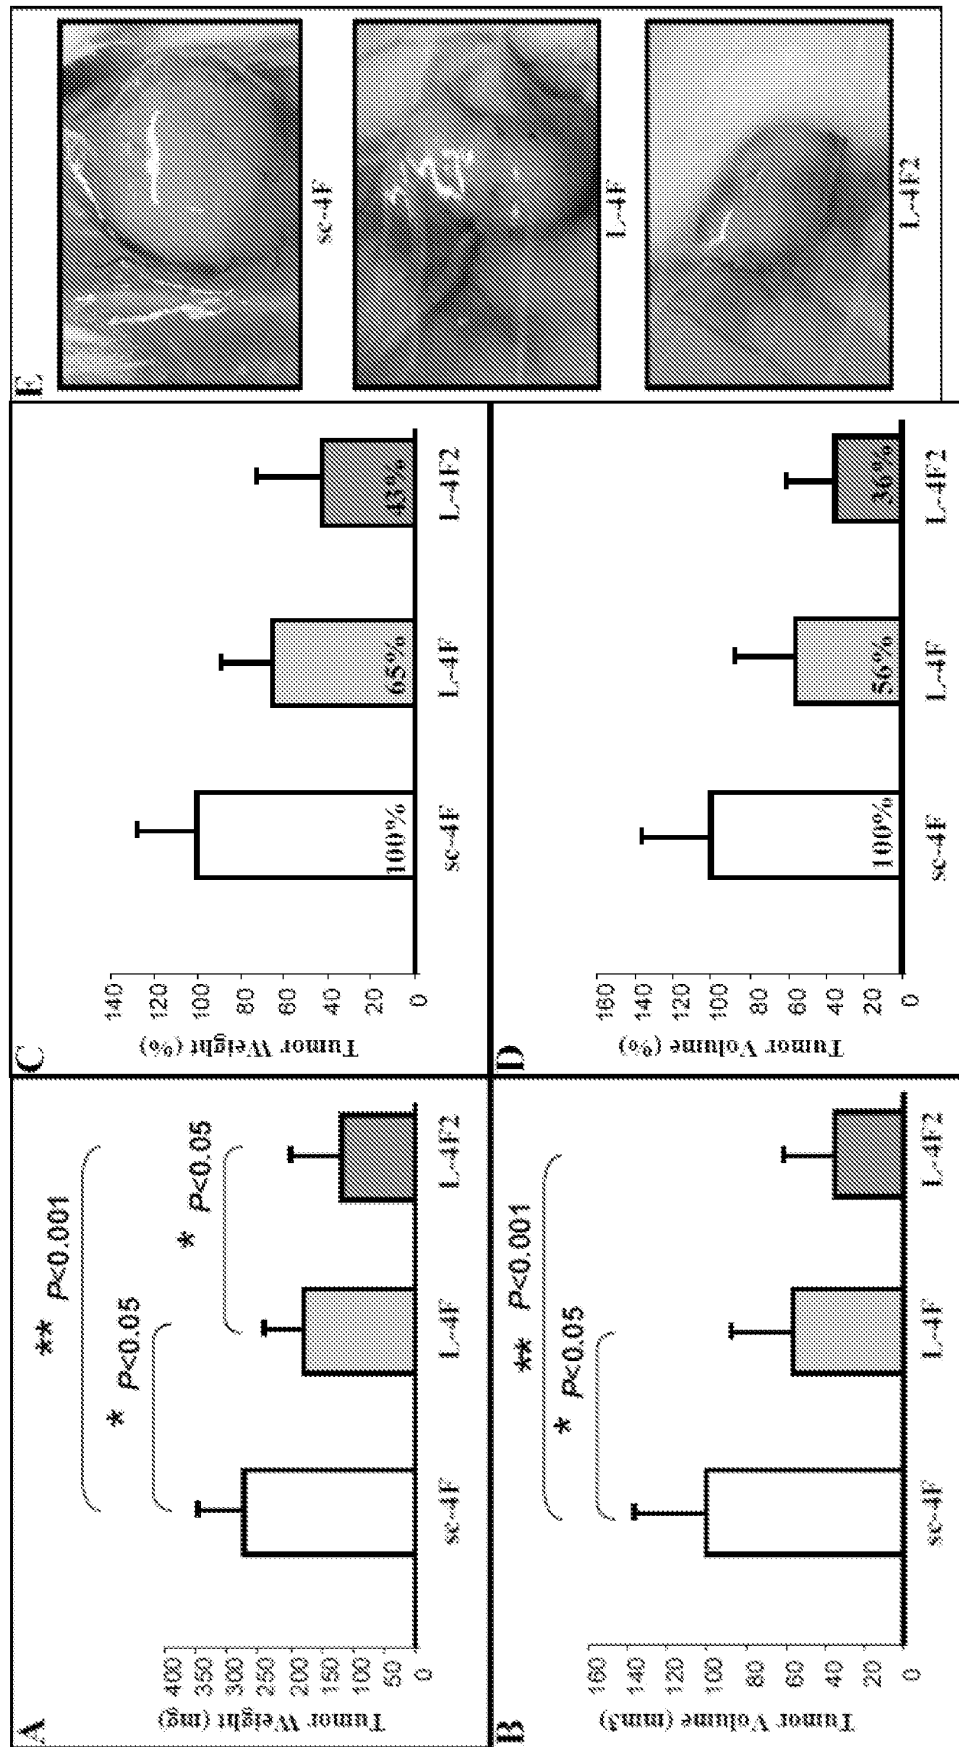 A
Tumor Weight (mg)
400
350
300
250
200
150
100
50
0
** P<0.001
* P<0.05
* P<0.05
sc-4F
L-4F
L-4F2
B
Tumor Volume (mm3)
160
140
120
100
80
60
40
20
0
** P<0.001
* P<0.05
sc-4F
L-4F
L-4F2
C
Tumor Weight (%)
140
120
100
80
60
40
20
0
100%
65%
43%
sc-4F
L-4F
L-4F2
D
Tumor Volume (%)
160
140
120
100
80
60
40
20
0
100%
56%
36%
sc-4F
L-4F
L-4F2
E
sc-4F
L-4F
L-4F2